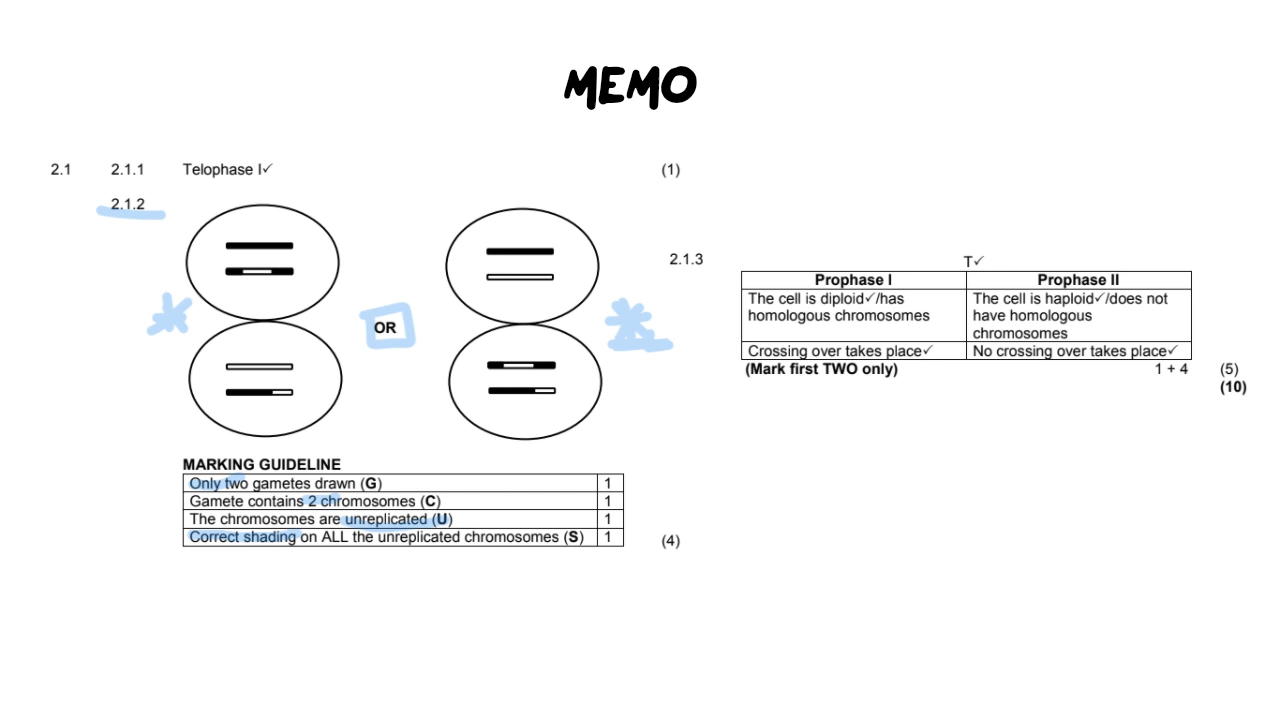 MEMO
2.1 2.1.1 Telophase I✓ (1)
2.1.2
OR
MARKING GUIDELINE
Only two gametes drawn (G) 1
Gamete contains 2 chromosomes (C) 1
The chromosomes are unreplicated (U) 1
Correct shading on ALL the unreplicated chromosomes (S) 1
(4)
2.1.3 T✓
Prophase I Prophase II
The cell is diploid✓/has The cell is haploid✓/does not
homologous chromosomes have homologous
chromosomes
Crossing over takes place✓ No crossing over takes place✓
(Mark first TWO only) 1 + 4 (5)
(10)